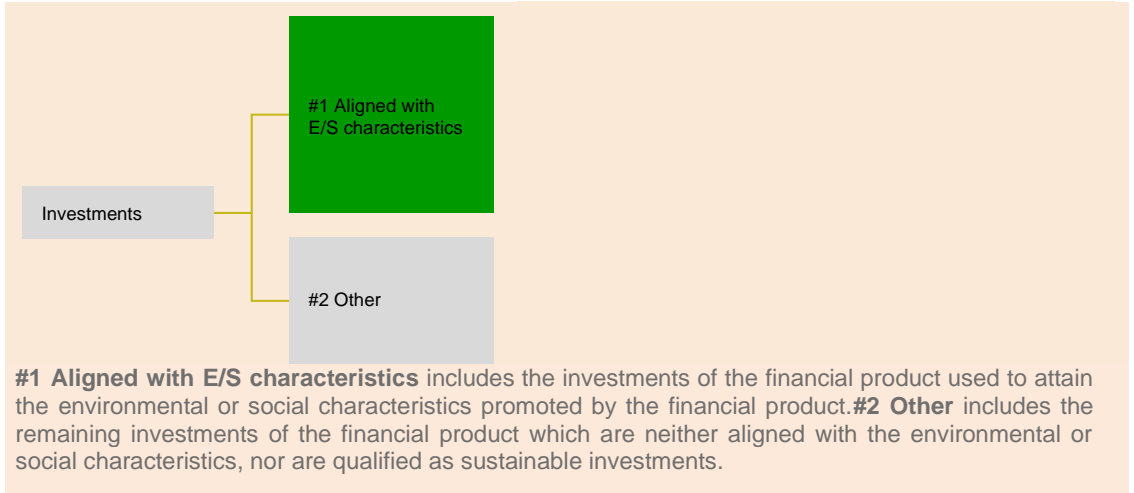 #1 Aligned with
E/S characteristics
Investments
#2 Other
#1 Aligned with E/S characteristics includes the investments of the financial product used to attain
the environmental or social characteristics promoted by the financial product.#2 Other includes the
remaining investments of the financial product which are neither aligned with the environmental or
social characteristics, nor are qualified as sustainable investments.